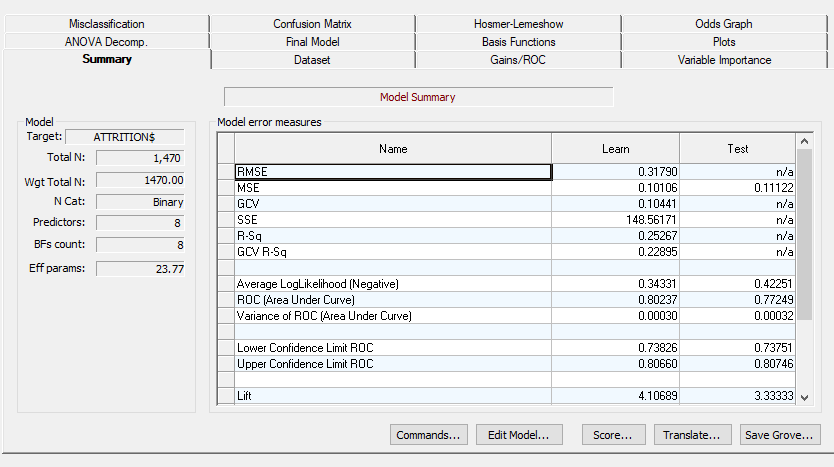 Misclassification Confusion Matrix Hosmer-Lemeshow Odds Graph
ANOVA Decomp. Final Model Basis Functions Plots
Summary Dataset Gains/ROC Variable Importance
Model Summary
Model
Target: ATTRITION$
Total N: 1,470
Wgt Total N: 1470.00
N Cat: Binary
Predictors: 8
BFs count: 8
Eff params: 23.77
Model error measures
Name Learn Test
RMSE 0.31790 n/a
MSE 0.10106 0.11122
GCV 0.10441 n/a
SSE 148.56171 n/a
R-Sq 0.25267 n/a
GCV R-Sq 0.22895 n/a
Average LogLikelihood (Negative) 0.34331 0.42251
ROC (Area Under Curve) 0.80237 0.77249
Variance of ROC (Area Under Curve) 0.00030 0.00032
Lower Confidence Limit ROC 0.73826 0.73751
Upper Confidence Limit ROC 0.80660 0.80746
Lift 4.10689 3.33333
Commands... Edit Model... Score... Translate... Save Grove...